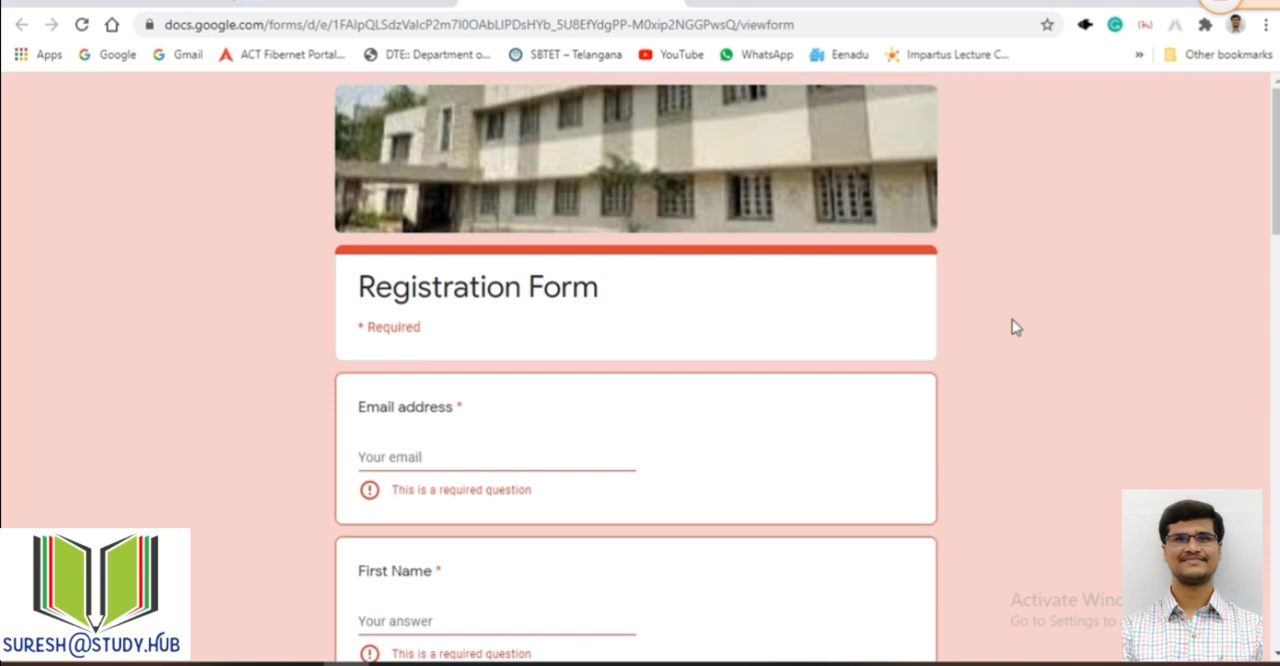 docs.google.com/forms/d/e/1FAIpQLSdzValcP2m7I0OAbLIPDsHYb_5U8EfYdgPP-M0xip2NGGPwsQ/viewform
Apps Google Gmail ACT Fibernet Portal... DTE:: Department o... SBTET – Telangana YouTube WhatsApp Eenadu Impartus Lecture C... » Other bookmarks
Registration Form
* Required
Email address *
Your email
This is a required question
First Name *
Your answer
This is a required question
Activate Winc
Go to Settings to
SURESH@STUDY.HUB